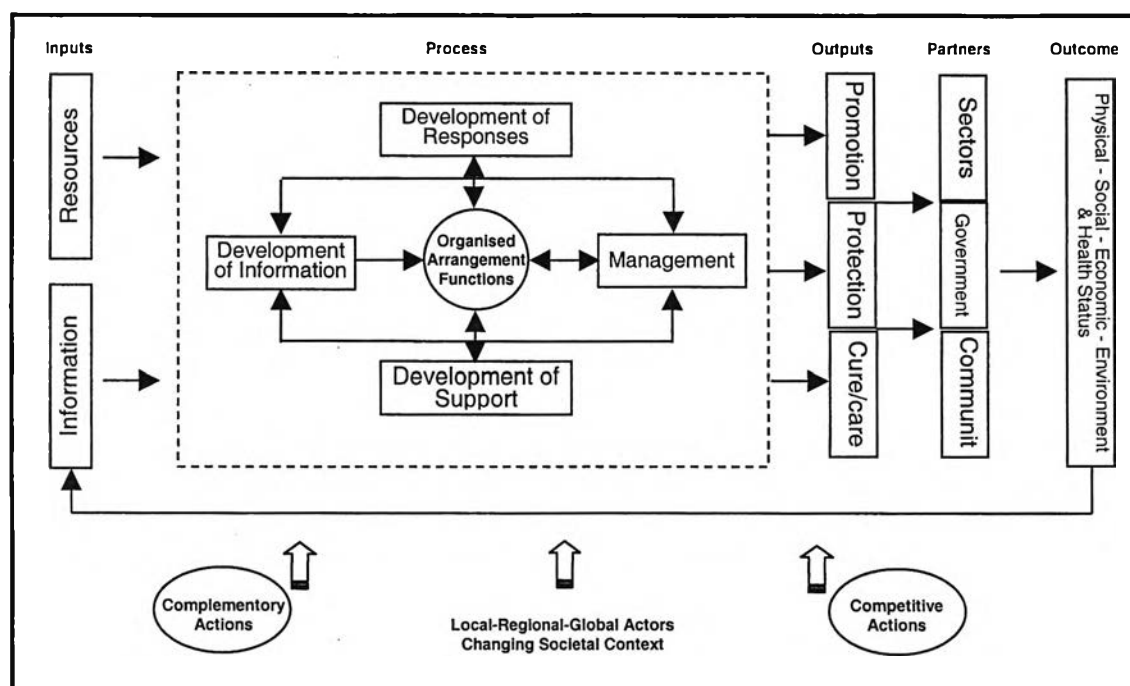 Inputs
Process
Outputs
Partners
Outcome
Resources
Information
Development of
Responses
Development
of Information
Organised
Arrangement
Functions
Management
Development of
Support
Promotion
Protection
Cure/care
Sectors
Government
Communit
Physical - Social - Economic - Environment
& Health Status
Complementory
Actions
Local-Regional-Global Actors
Changing Societal Context
Competitive
Actions